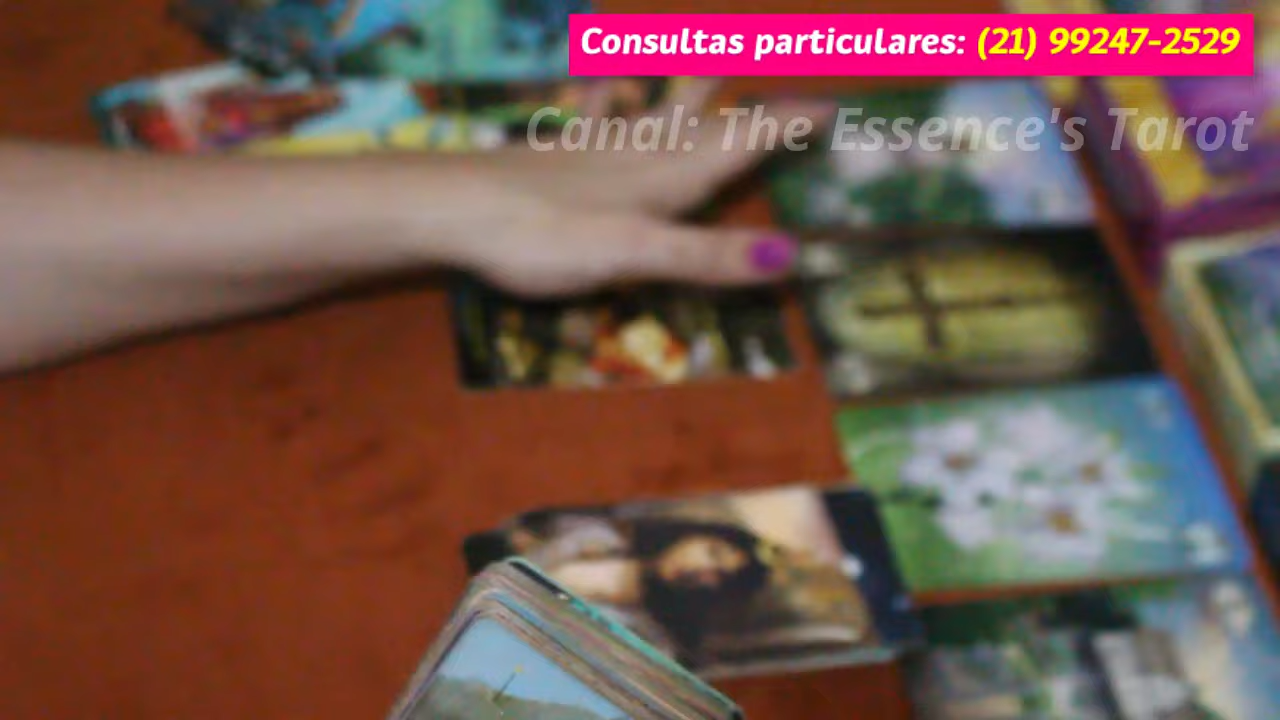 Consultas particulares: (21) 99247-2529
Canal: The Essence's Tarot